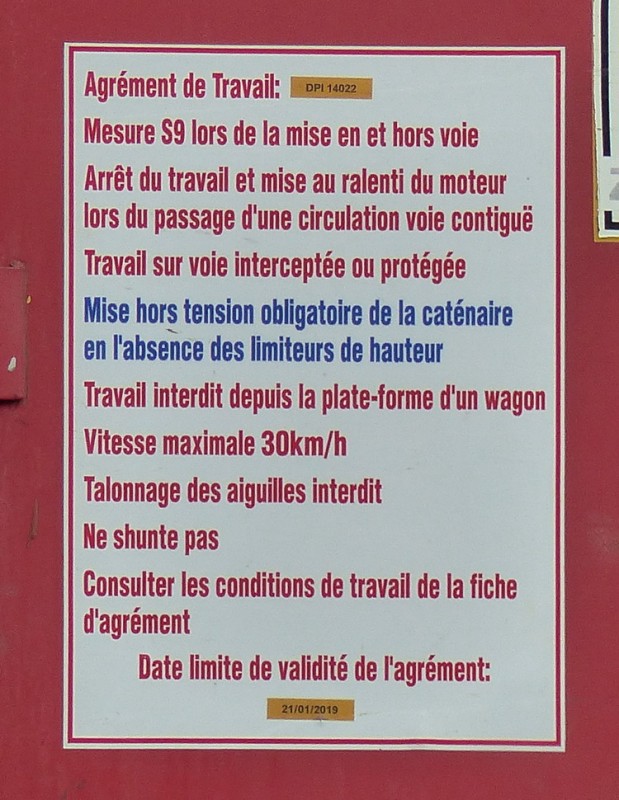 Agrément de Travail: DPI 14022
Mesure S9 lors de la mise en et hors voie
Arrêt du travail et mise au ralenti du moteur
lors du passage d'une circulation voie contiguë
Travail sur voie interceptée ou protégée
Mise hors tension obligatoire de la caténaire
en l'absence des limiteurs de hauteur
Travail interdit depuis la plate-forme d'un wagon
Vitesse maximale 30km/h
Talonnage des aiguilles interdit
Ne shunte pas
Consulter les conditions de travail de la fiche
d'agrément
Date limite de validité de l'agrément:
21/01/2019